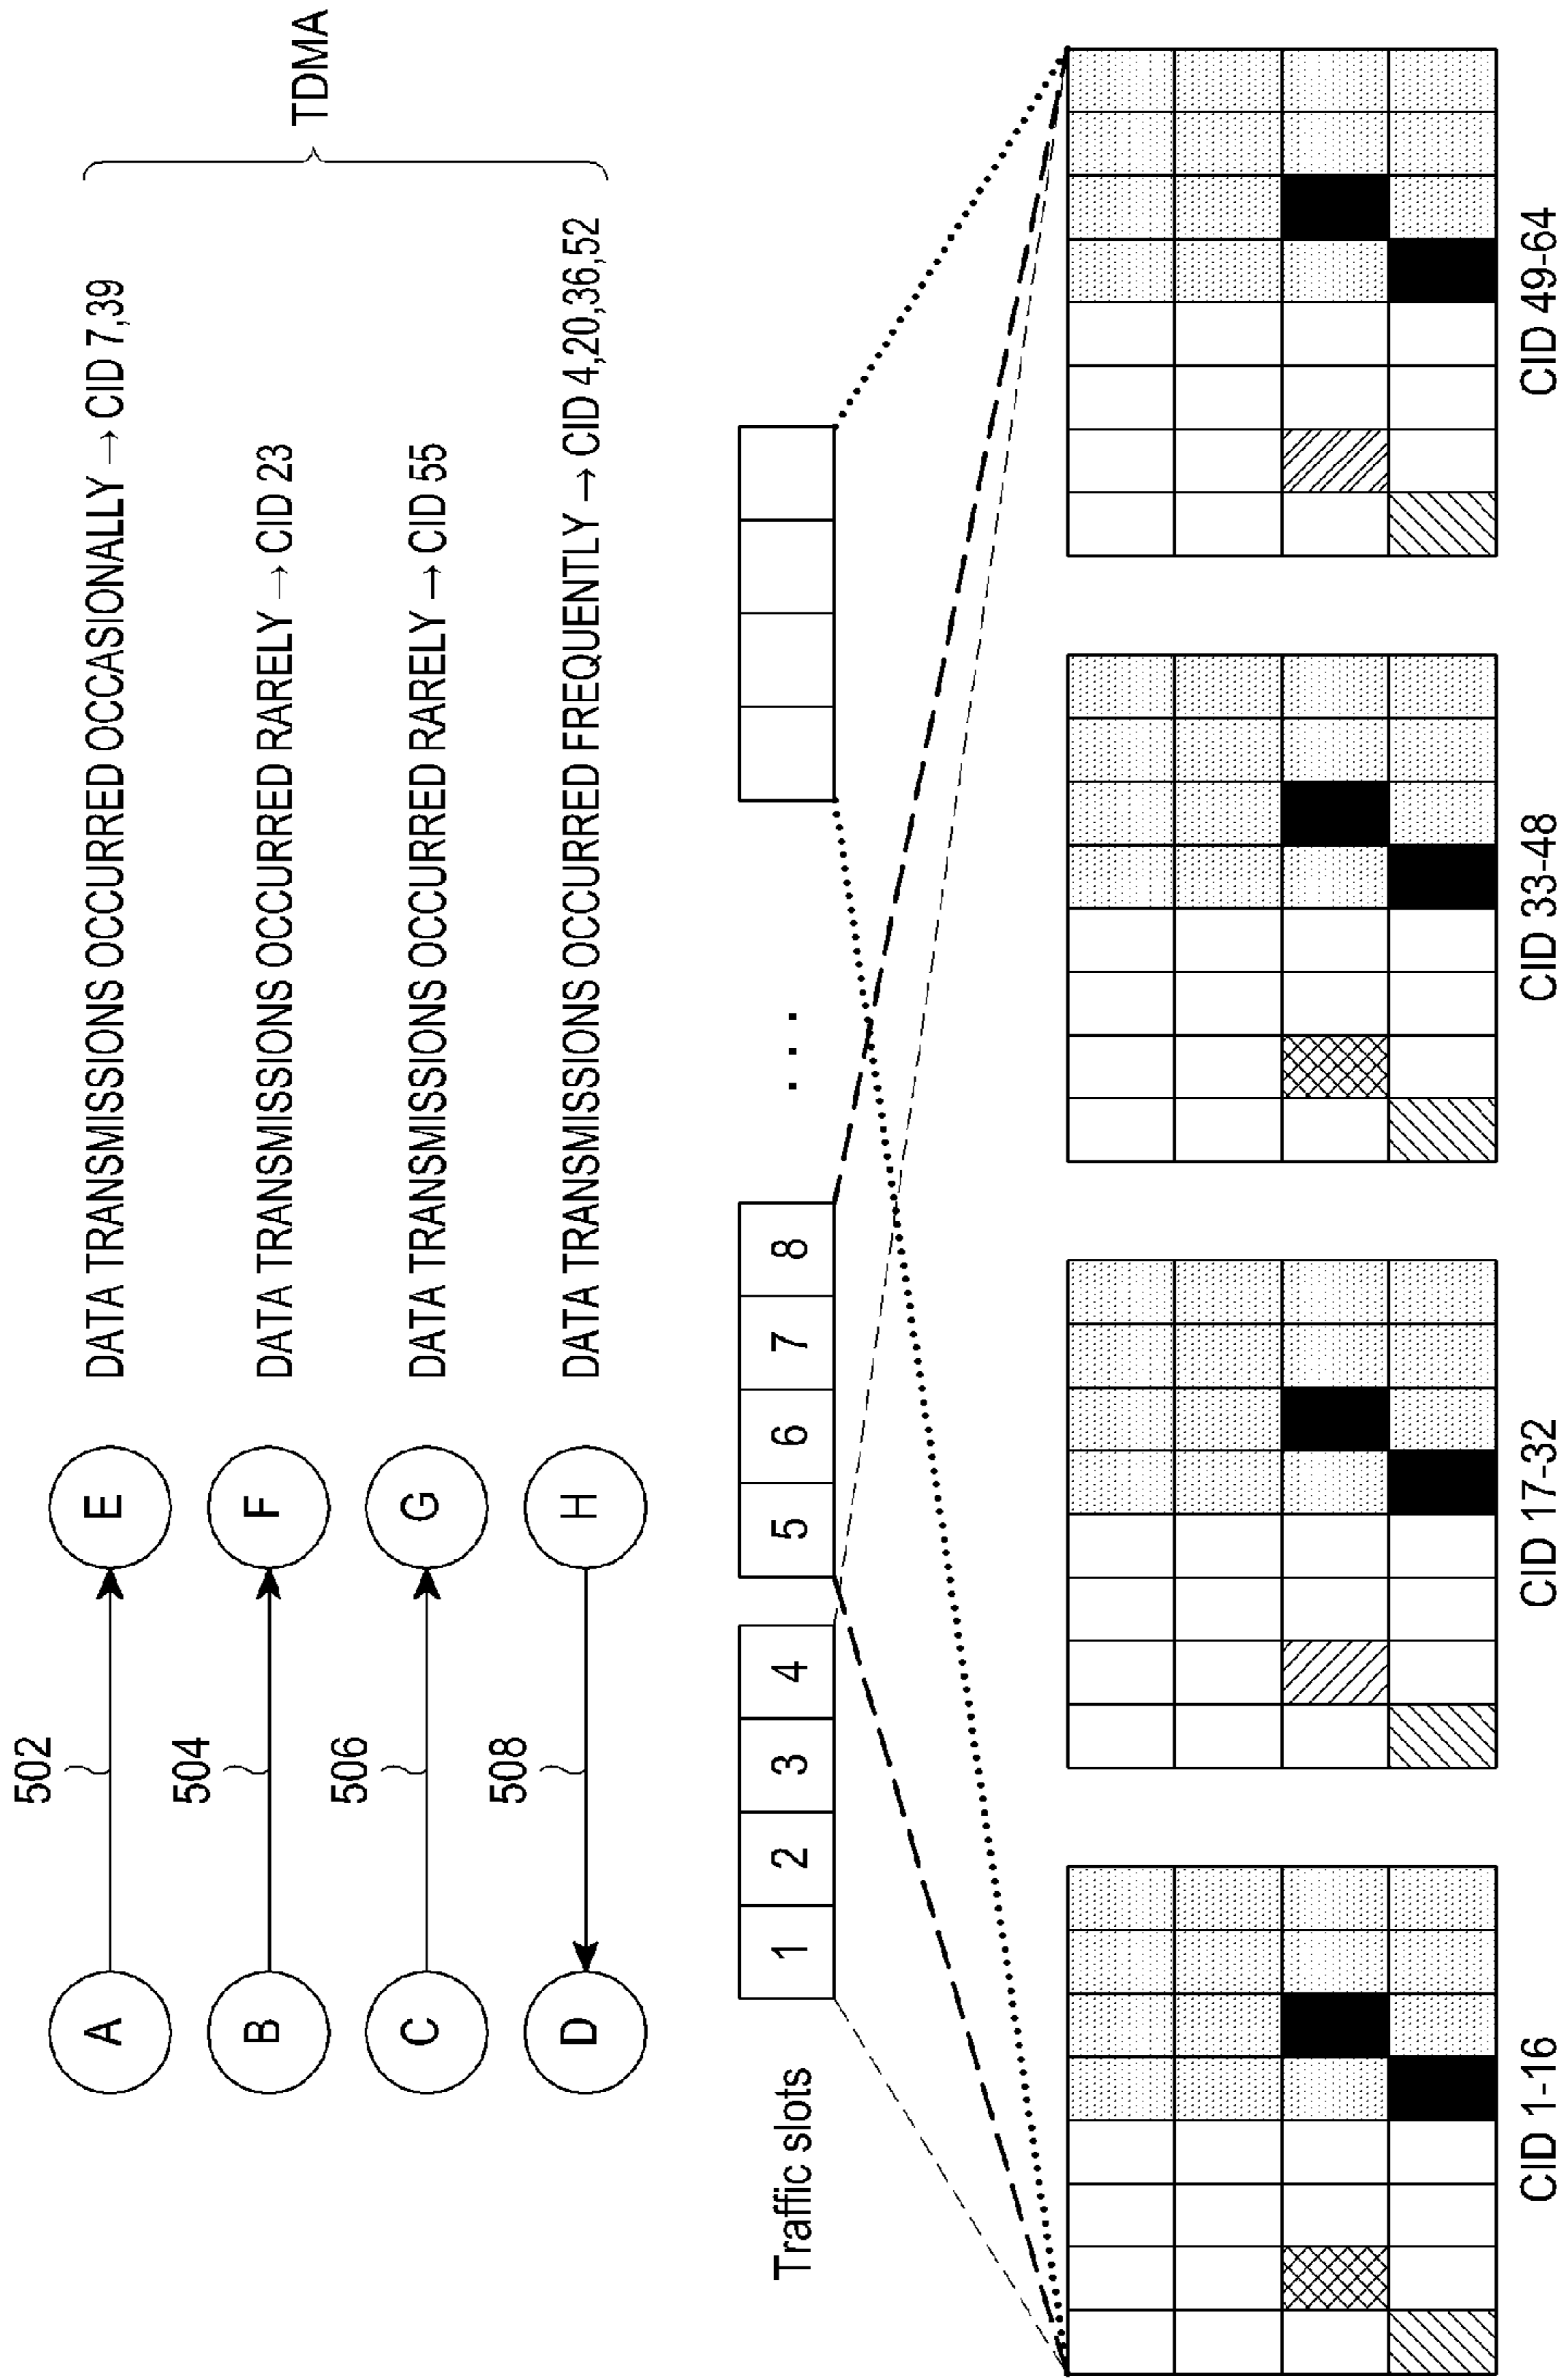 502
A
E
DATA TRANSMISSIONS OCCURRED OCCASIONALLY → CID 7,39
504
B
F
DATA TRANSMISSIONS OCCURRED RARELY → CID 23
506
C
G
DATA TRANSMISSIONS OCCURRED RARELY → CID 55
508
D
H
DATA TRANSMISSIONS OCCURRED FREQUENTLY → CID 4,20,36,52
TDMA
Traffic slots
1 2 3 4
5 6 7 8
...
CID 1-16
CID 17-32
CID 33-48
CID 49-64